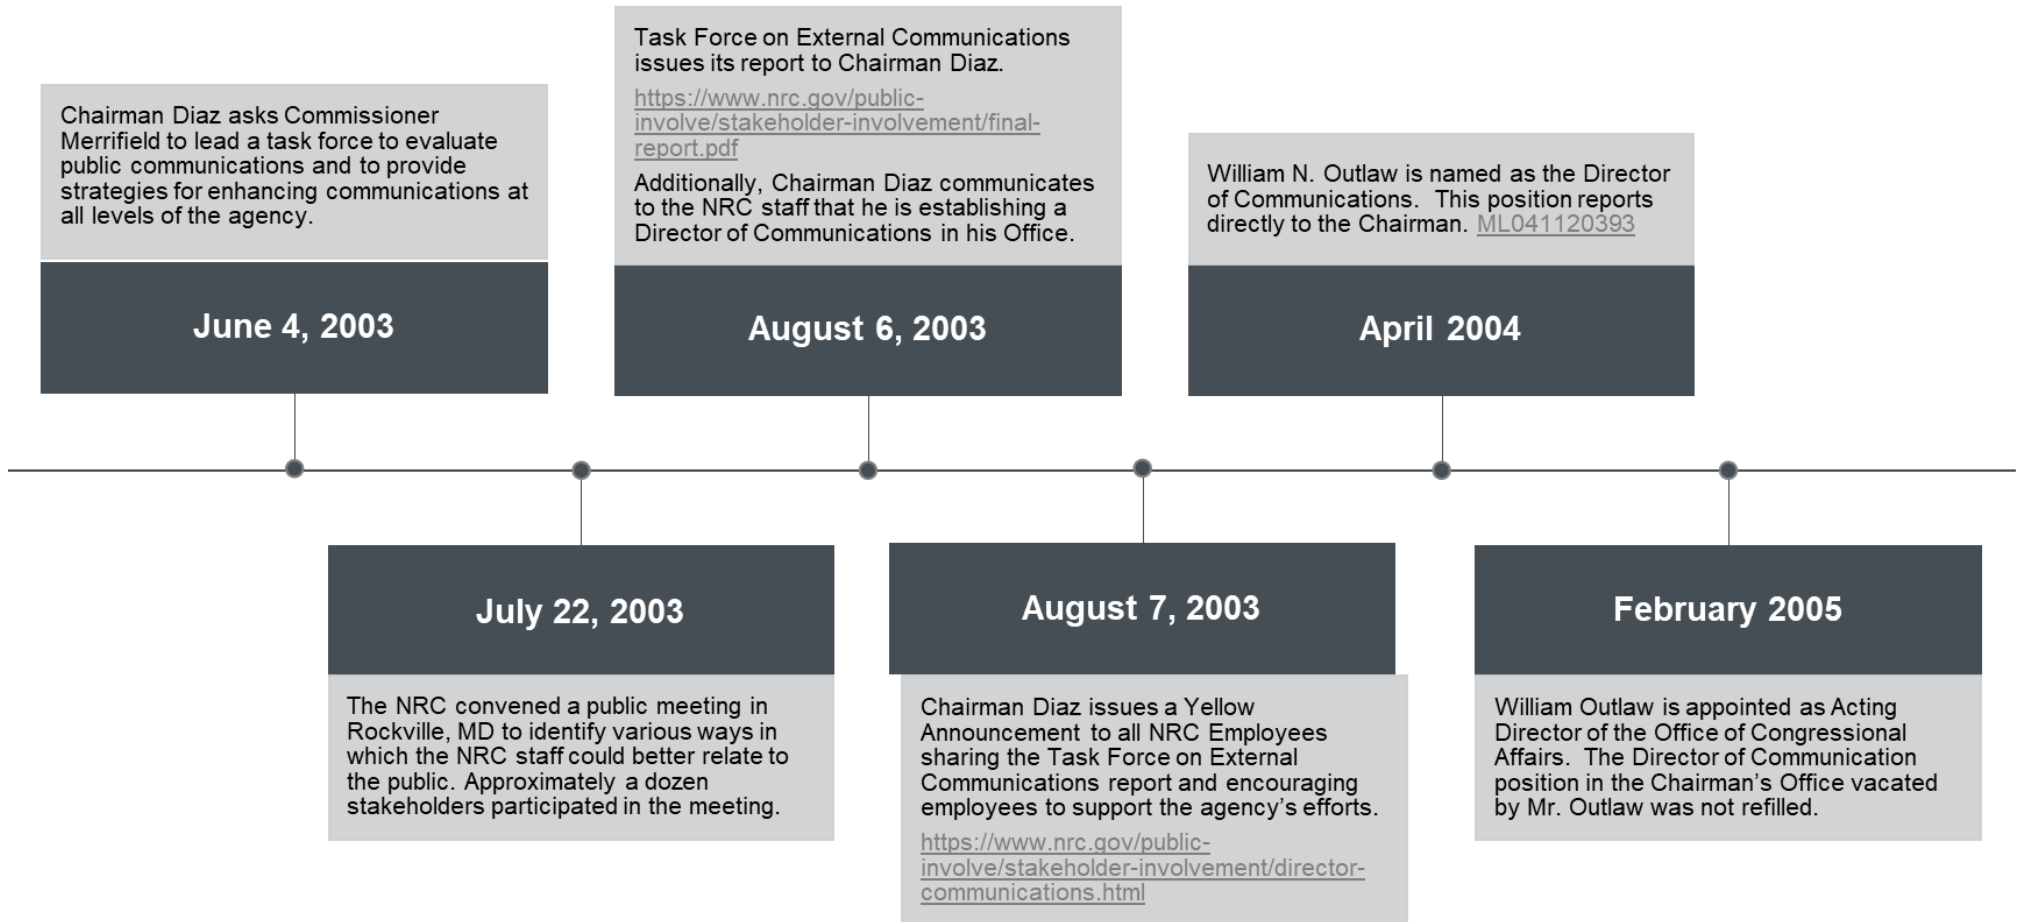 Chairman Diaz asks Commissioner
Merrifield to lead a task force to evaluate
public communications and to provide
strategies for enhancing communications at
all levels of the agency.
June 4, 2003
The NRC convened a public meeting in
Rockville, MD to identify various ways in
which the NRC staff could better relate to
the public. Approximately a dozen
stakeholders participated in the meeting.
July 22, 2003
Task Force on External Communications
issues its report to Chairman Diaz.
https://www.nrc.gov/public-
involve/stakeholder-involvement/final-
report.pdf
Additionally, Chairman Diaz communicates
to the NRC staff that he is establishing a
Director of Communications in his Office.
August 6, 2003
August 7, 2003
Chairman Diaz issues a Yellow
Announcement to all NRC Employees
sharing the Task Force on External
Communications report and encouraging
employees to support the agency's efforts.
https://www.nrc.gov/public-
involve/stakeholder-involvement/director-
communications.html
William N. Outlaw is named as the Director
of Communications.  This position reports
directly to the Chairman. ML041120393
April 2004
February 2005
William Outlaw is appointed as Acting
Director of the Office of Congressional
Affairs.  The Director of Communication
position in the Chairman's Office vacated
by Mr. Outlaw was not refilled.